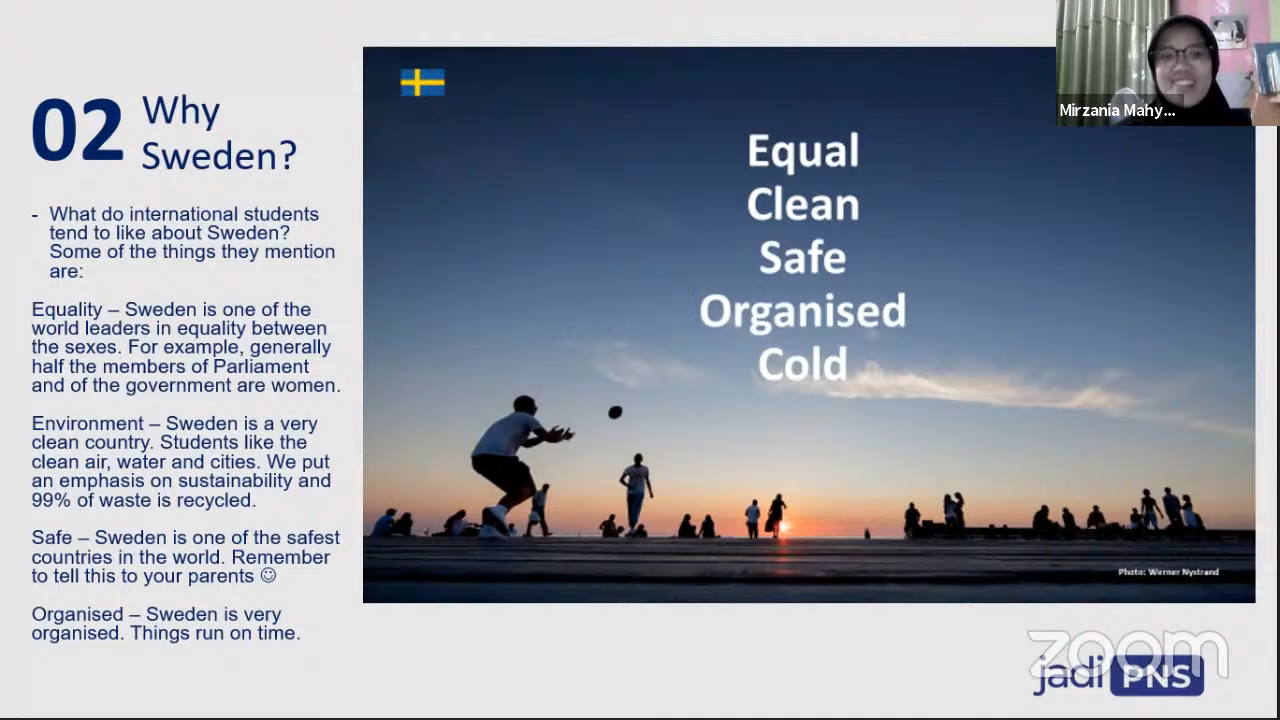 02 Why
Sweden?
- What do international students
tend to like about Sweden?
Some of the things they mention
are:
Equality – Sweden is one of the
world leaders in equality between
the sexes. For example, generally
half the members of Parliament
and of the government are women.
Environment – Sweden is a very
clean country. Students like the
clean air, water and cities. We put
an emphasis on sustainability and
99% of waste is recycled.
Safe – Sweden is one of the safest
countries in the world. Remember
to tell this to your parents ☺
Organised – Sweden is very
organised. Things run on time.
Equal
Clean
Safe
Organised
Cold
Photo: Werner Nystrand
Mirzania Mahy...
zoom
jadi PNS